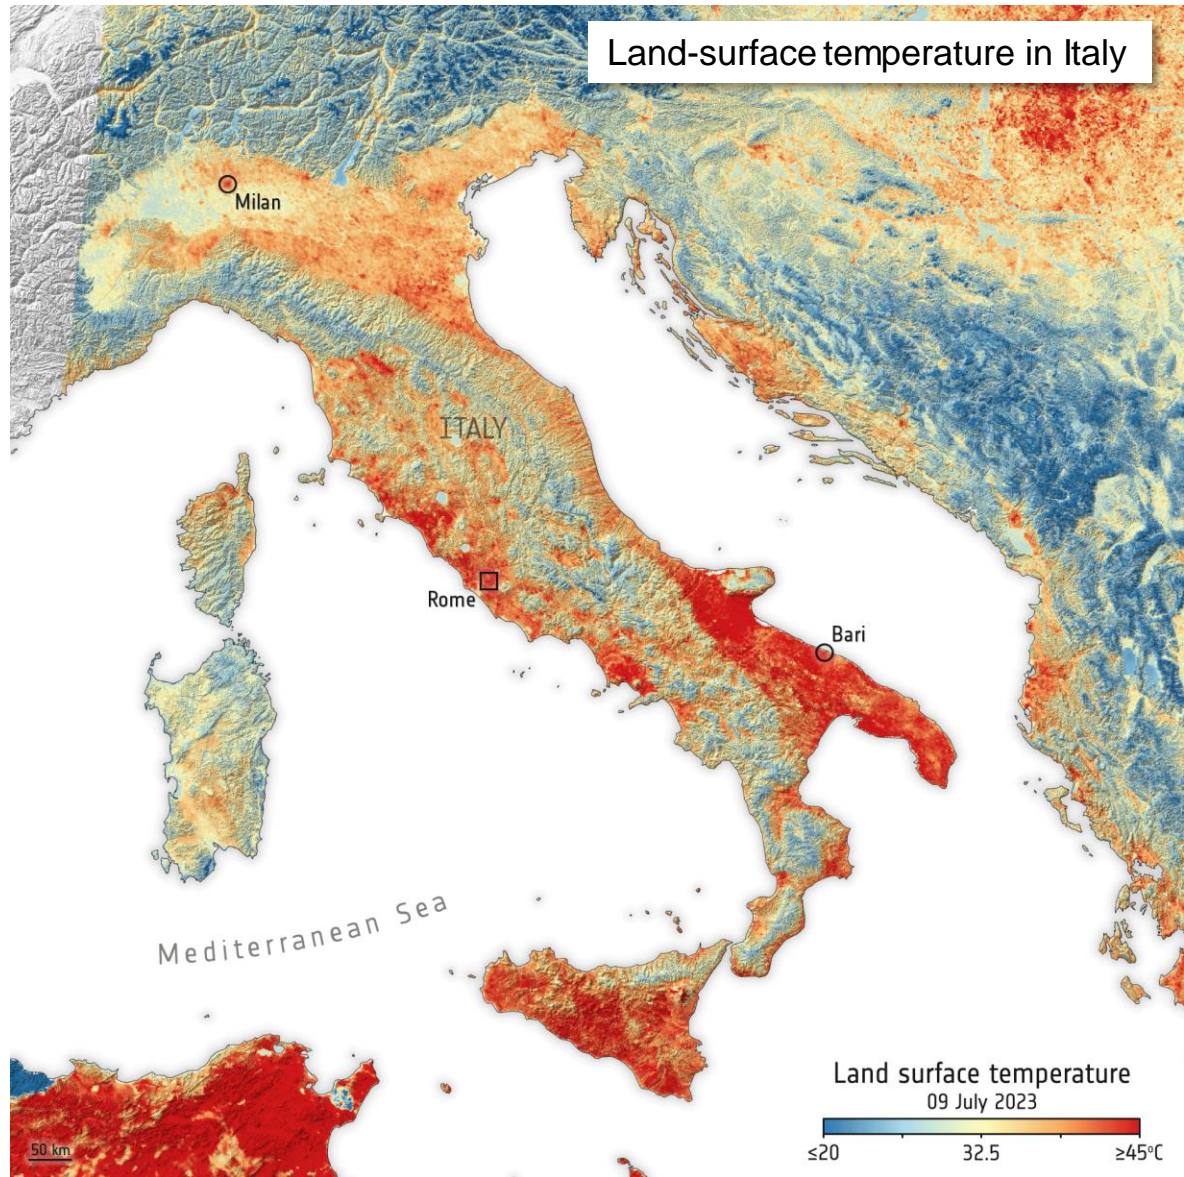 Land-surface temperature in Italy
Milan
ITALY
Rome
Bari
Mediterranean Sea
Land surface temperature
09 July 2023
≤20 32.5 ≥45ºC
50 km